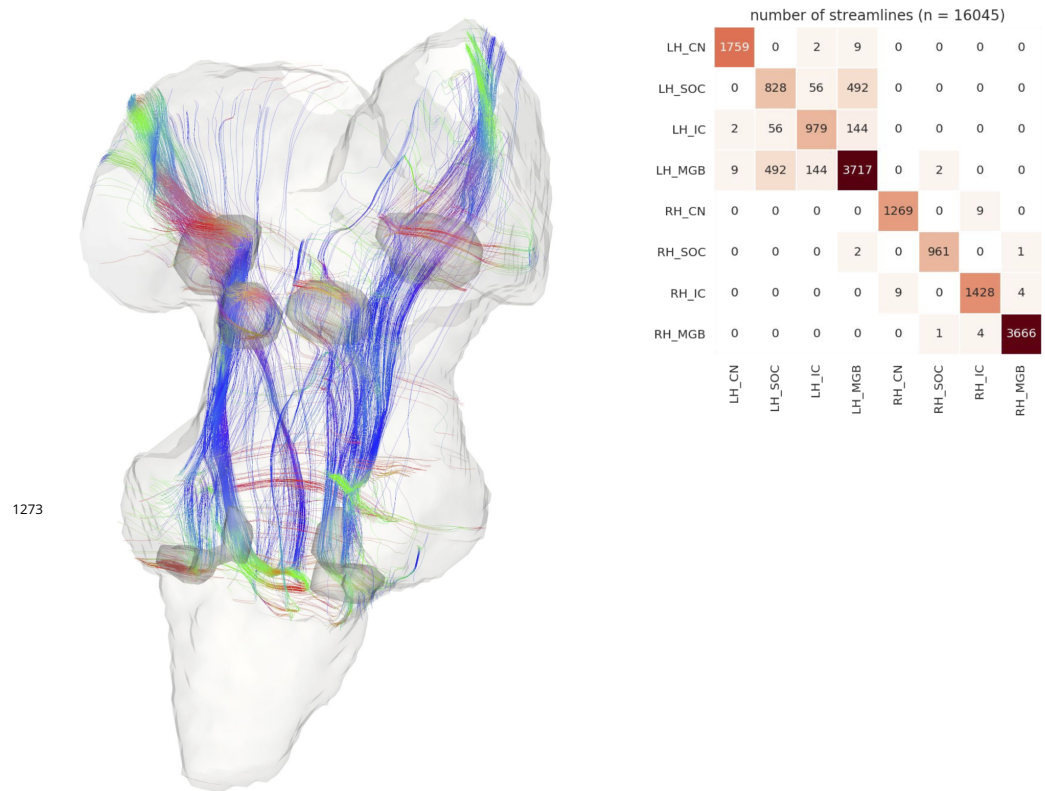 number of streamlines (n = 16045)
LH_CN 1759 0 2 9 0 0 0 0
LH_SOC 0 828 56 492 0 0 0 0
LH_IC 2 56 979 144 0 0 0 0
LH_MGB 9 492 144 3717 0 2 0 0
RH_CN 0 0 0 0 1269 0 9 0
RH_SOC 0 0 0 2 0 961 0 1
RH_IC 0 0 0 0 9 0 1428 4
RH_MGB 0 0 0 0 0 1 4 3666
LH_CN LH_SOC LH_IC LH_MGB RH_CN RH_SOC RH_IC RH_MGB
1273